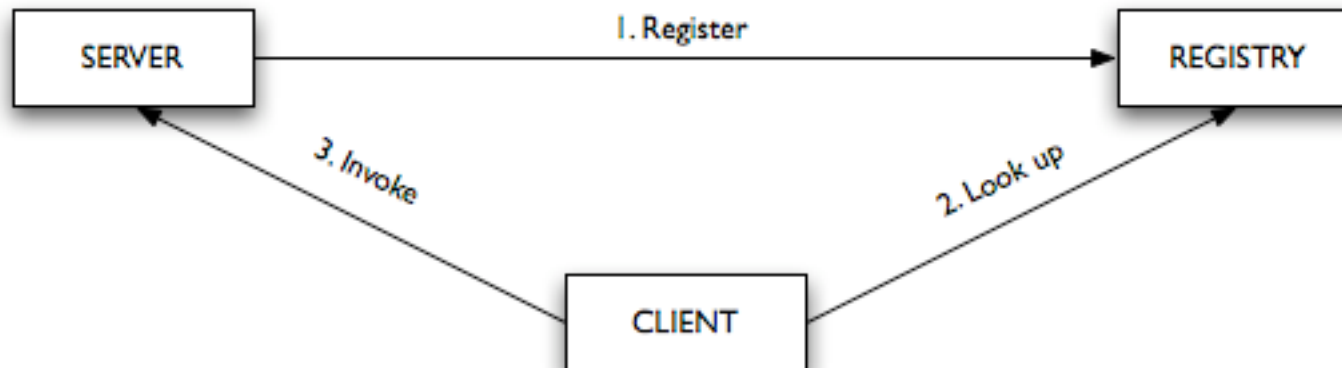 1. Register
SERVER
REGISTRY
3. Invoke
2. Look up
CLIENT